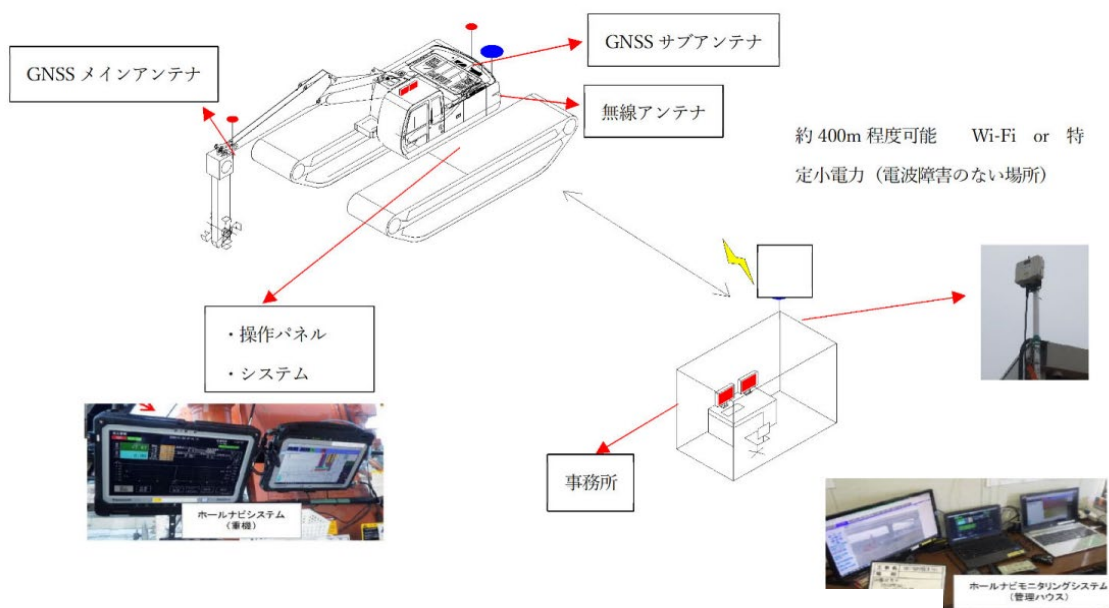 GNSS サブアンテナ
GNSS メインアンテナ
無線アンテナ
約 400m 程度可能　Wi-Fi　or　特
定小電力（電波障害のない場所）
・操作パネル
・システム
事務所
ホールナビシステム
（重機）
ホールナビモニタリングシステム
（管理ハウス）